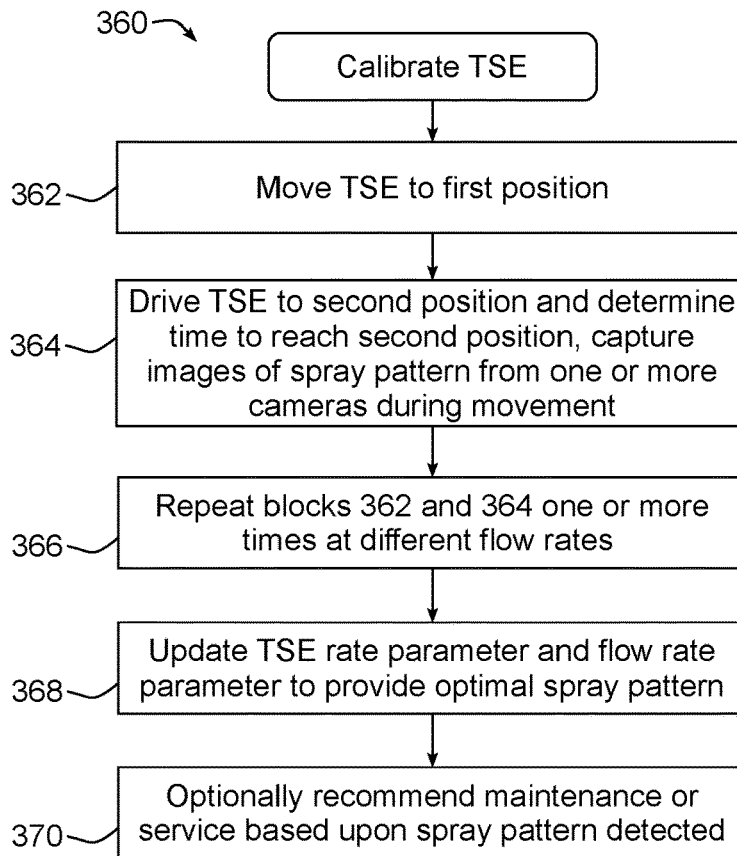 360
Calibrate TSE
362
Move TSE to first position
364
Drive TSE to second position and determine
time to reach second position, capture
images of spray pattern from one or more
cameras during movement
366
Repeat blocks 362 and 364 one or more
times at different flow rates
368
Update TSE rate parameter and flow rate
parameter to provide optimal spray pattern
370
Optionally recommend maintenance or
service based upon spray pattern detected